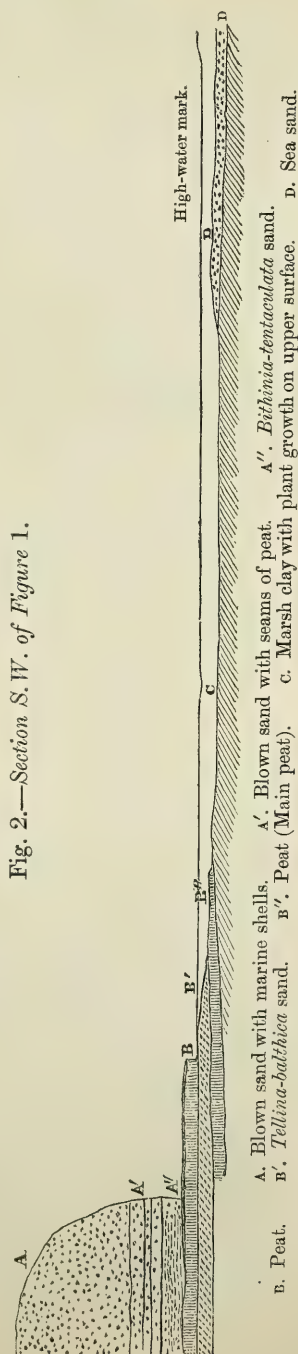 Fig. 2.—Section S.W. of Figure 1.
A
A′
A″
B
B′
B″
C
High-water mark.
D
D
A. Blown sand with marine shells. A′. Blown sand with seams of peat. A″. Bithinia-tentaculata sand.
B. Peat. B′. Tellina-balthica sand. B″. Peat (Main peat). C. Marsh clay with plant growth on upper surface. D. Sea sand.